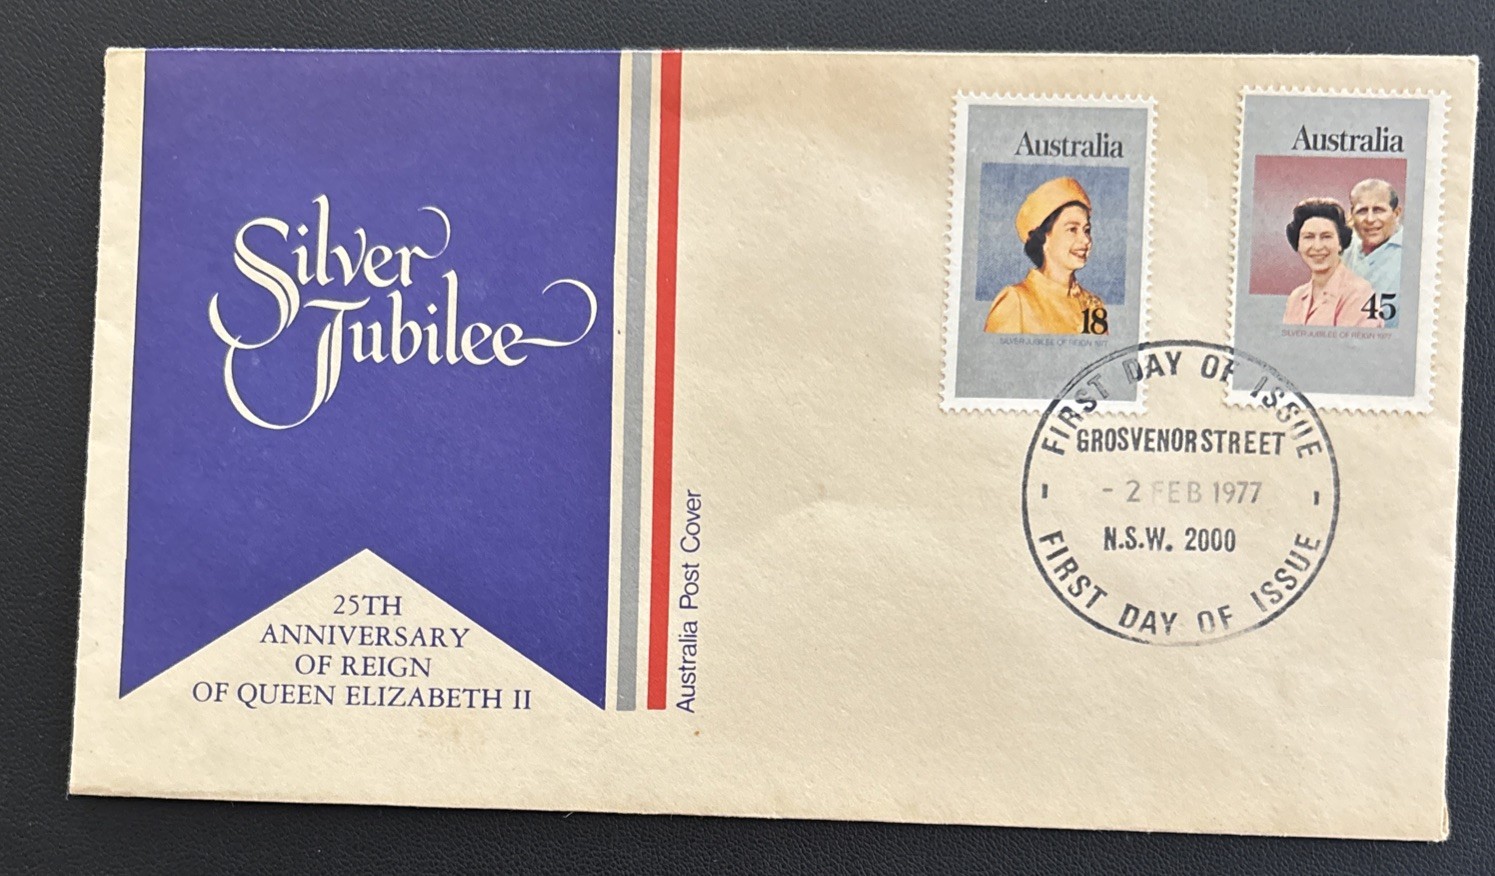 Silver
Jubilee
25TH
ANNIVERSARY
OF REIGN
OF QUEEN ELIZABETH II
Australia Post Cover
Australia
18
SILVER JUBILEE OF REIGN 1977
Australia
45
SILVER JUBILEE OF REIGN 1977
FIRST DAY OF ISSUE
GROSVENOR STREET
- 2 FEB 1977
N.S.W. 2000
FIRST DAY OF ISSUE